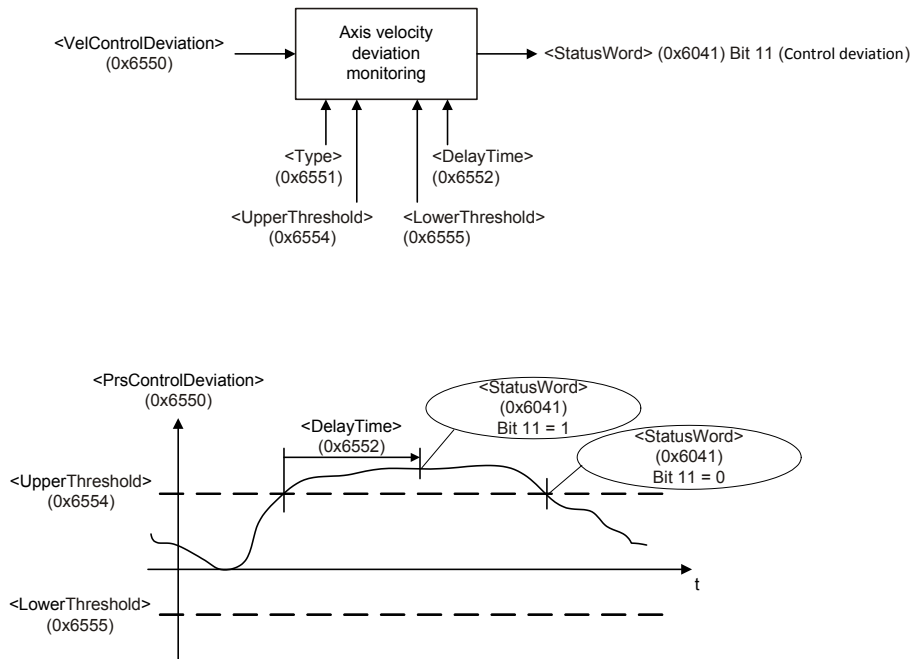 <VelControlDeviation>
(0x6550)
Axis velocity
deviation
monitoring
<StatusWord> (0x6041) Bit 11 (Control deviation)
<Type>
(0x6551)
<DelayTime>
(0x6552)
<UpperThreshold>
(0x6554)
<LowerThreshold>
(0x6555)
<PrsControlDeviation>
(0x6550)
<DelayTime>
(0x6552)
<StatusWord>
(0x6041)
Bit 11 = 1
<StatusWord>
(0x6041)
Bit 11 = 0
<UpperThreshold>
(0x6554)
t
<LowerThreshold>
(0x6555)